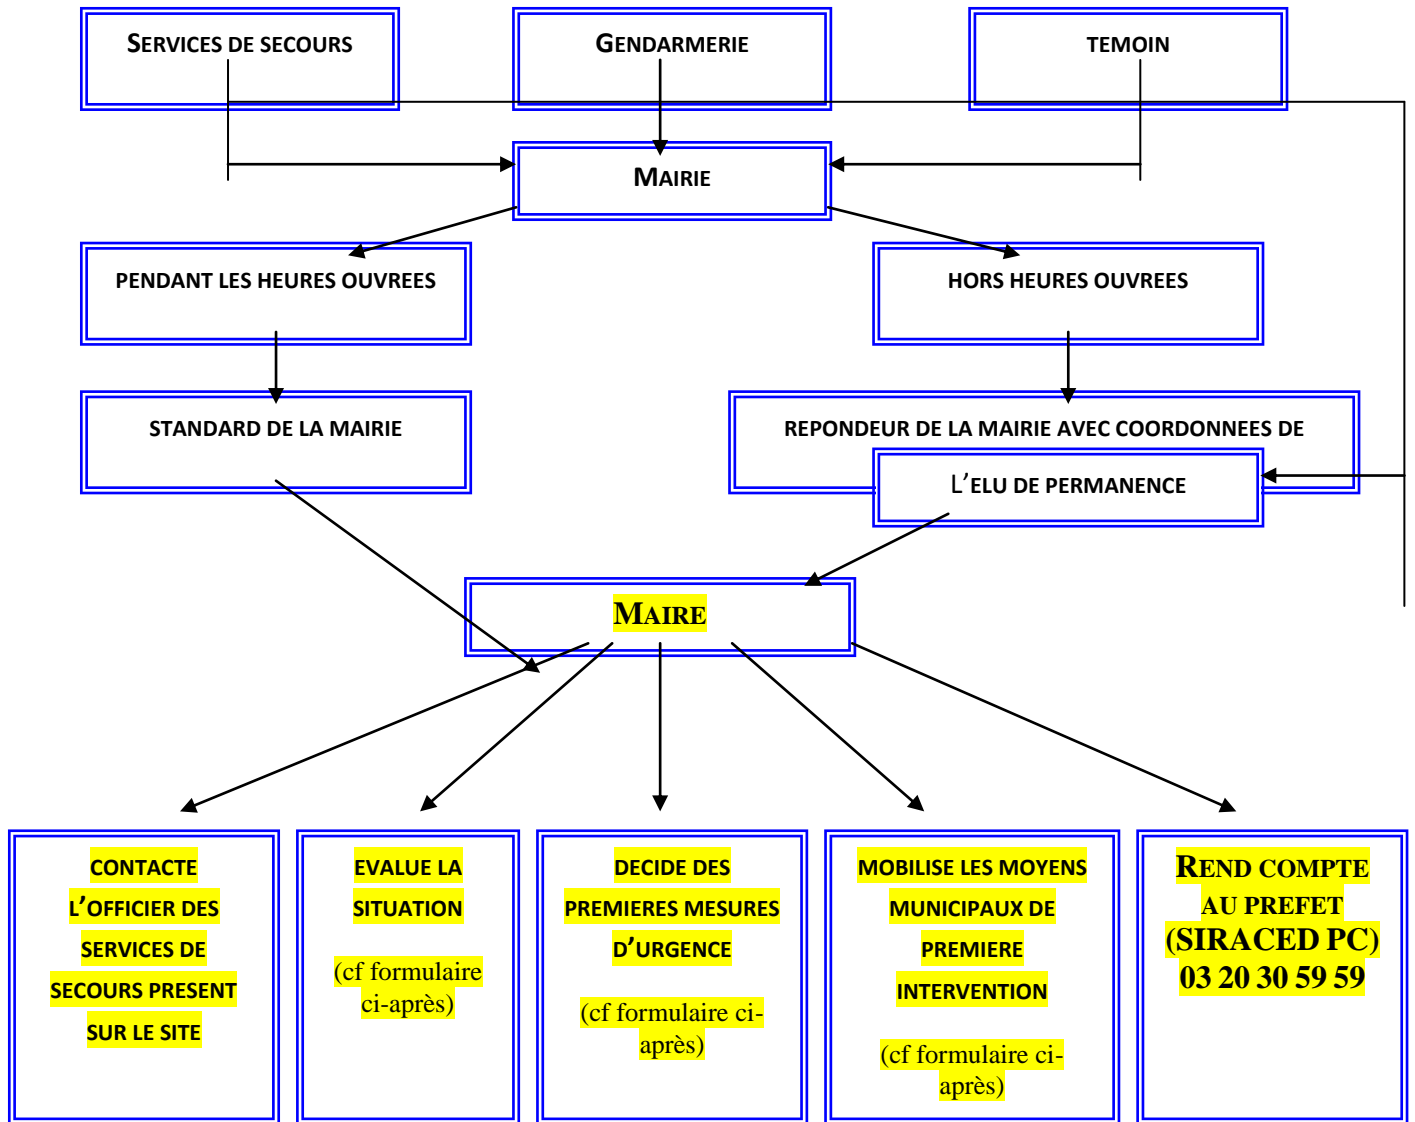 SERVICES DE SECOURS
GENDARMERIE
TEMOIN
MAIRIE
PENDANT LES HEURES OUVREES
HORS HEURES OUVREES
STANDARD DE LA MAIRIE
REPONDEUR DE LA MAIRIE AVEC COORDONNEES DE
L'ELU DE PERMANENCE
MAIRE
CONTACTE
L'OFFICIER DES
SERVICES DE
SECOURS PRESENT
SUR LE SITE
EVALUE LA
SITUATION
(cf formulaire
ci-après)
DECIDE DES
PREMIERES MESURES
D'URGENCE
(cf formulaire ci-
après)
MOBILISE LES MOYENS
MUNICIPAUX DE
PREMIERE
INTERVENTION
(cf formulaire ci-
après)
REND COMPTE
AU PREFET
(SIRACED PC)
03 20 30 59 59